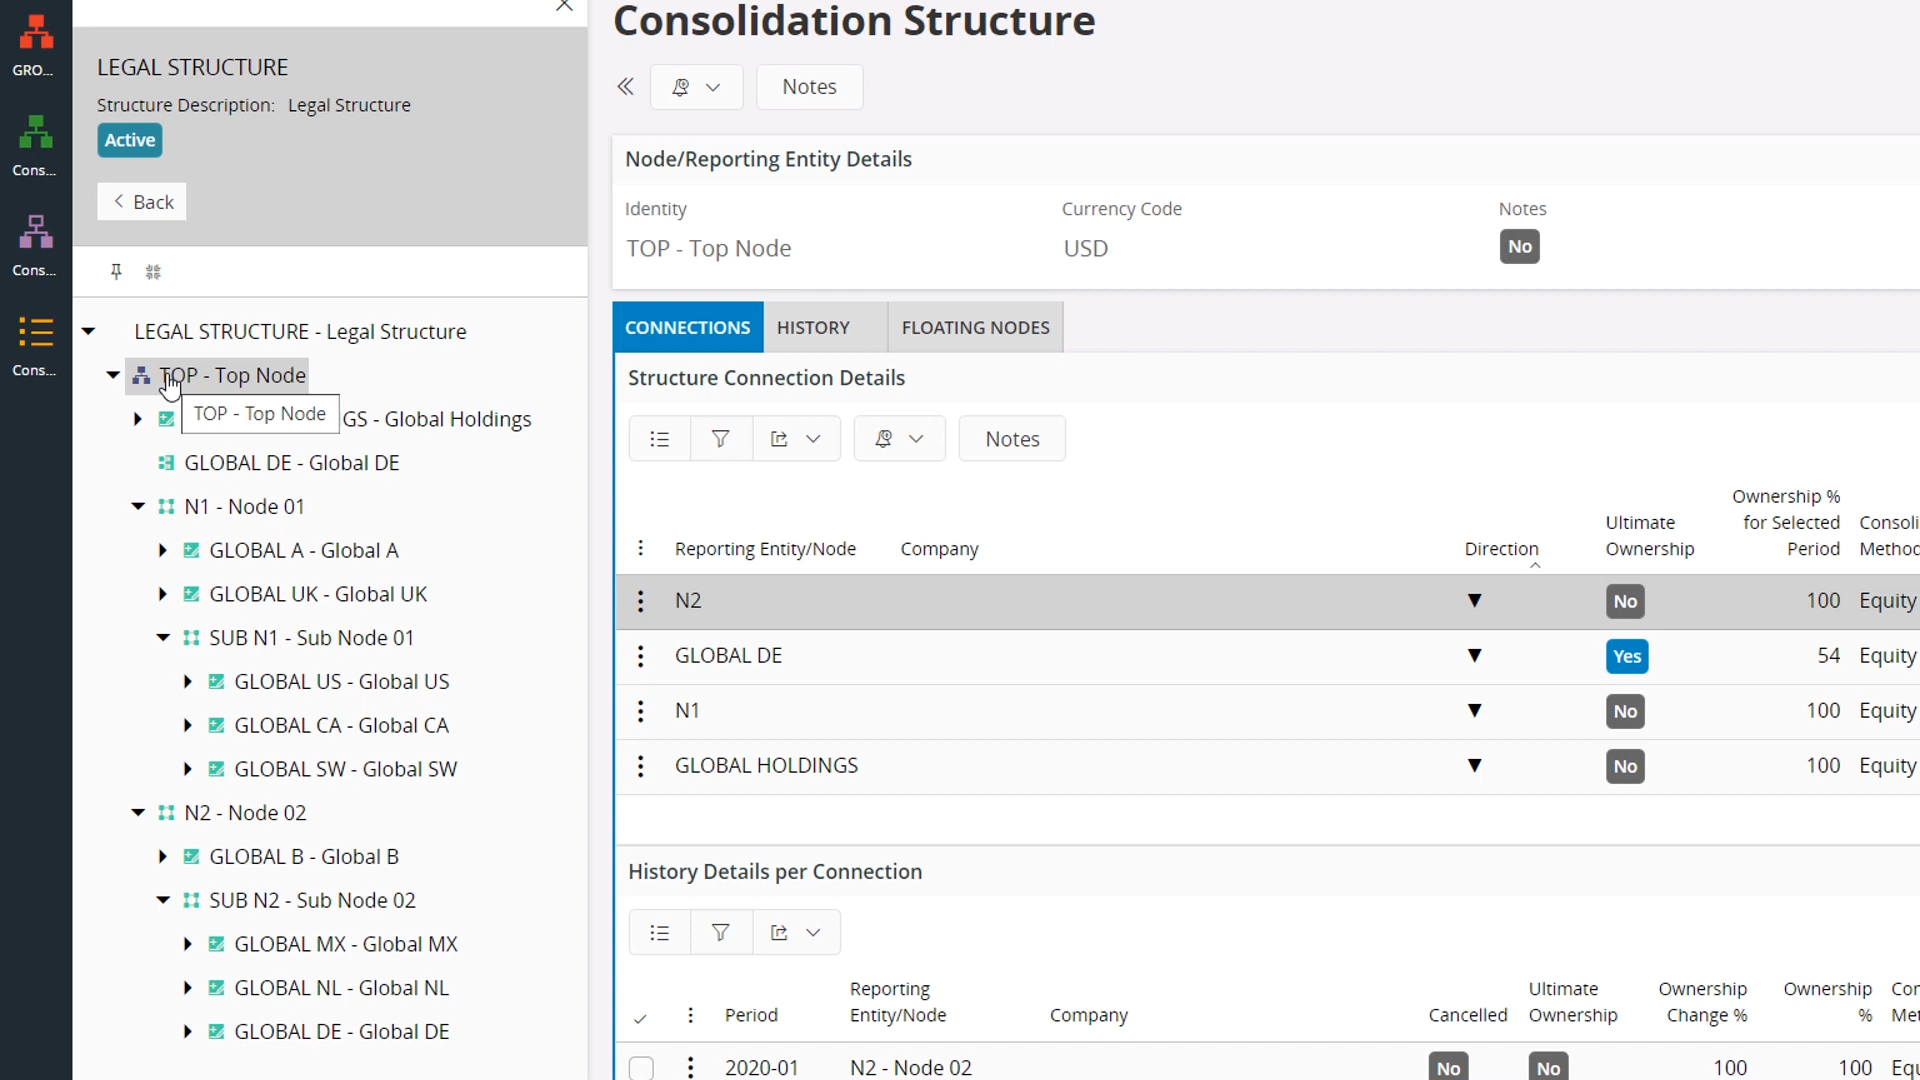 GRO...
Cons...
Cons...
Cons...
LEGAL STRUCTURE
Structure Description: Legal Structure
Active
Back
LEGAL STRUCTURE - Legal Structure
TOP - Top Node
TOP - Top Node
GS - Global Holdings
GLOBAL DE - Global DE
N1 - Node 01
GLOBAL A - Global A
GLOBAL UK - Global UK
SUB N1 - Sub Node 01
GLOBAL US - Global US
GLOBAL CA - Global CA
GLOBAL SW - Global SW
N2 - Node 02
GLOBAL B - Global B
SUB N2 - Sub Node 02
GLOBAL MX - Global MX
GLOBAL NL - Global NL
GLOBAL DE - Global DE
Consolidation Structure
Notes
Node/Reporting Entity Details
Identity Currency Code Notes
TOP - Top Node USD No
CONNECTIONS HISTORY FLOATING NODES
Structure Connection Details
Notes
Ownership %
Ultimate for Selected Consoli
Reporting Entity/Node Company Direction Ownership Period Method
N2 No 100 Equity
GLOBAL DE Yes 54 Equity
N1 No 100 Equity
GLOBAL HOLDINGS No 100 Equity
History Details per Connection
Reporting Ultimate Ownership Ownership Con
Period Entity/Node Company Cancelled Ownership Change % % Met
2020-01 N2 - Node 02 No No 100 100 Equ